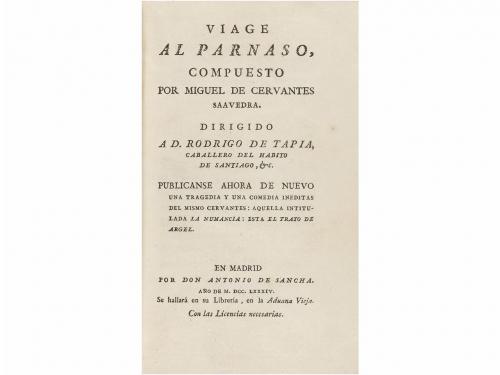 VIAGE
AL PARNASO,
COMPUESTO
POR MIGUEL DE CERVANTES
SAAVEDRA.
DIRIGIDO
A D. RODRIGO DE TAPIA,
CABALLERO DEL HABITO
DE SANTIAGO, &c.
PUBLICANSE AHORA DE NUEVO
UNA TRAGEDIA Y UNA COMEDIA INEDITAS
DEL MISMO CERVANTES: AQUELLA INTITU-
LADA LA NUMANCIA: ESTA EL TRATO DE
ARGEL.
EN MADRID
POR DON ANTONIO DE SANCHA.
AÑO DE M. DCC. LXXXIV.
Se hallará en su Librería, en la Aduana Vieja.
Con las Licencias necesarias.